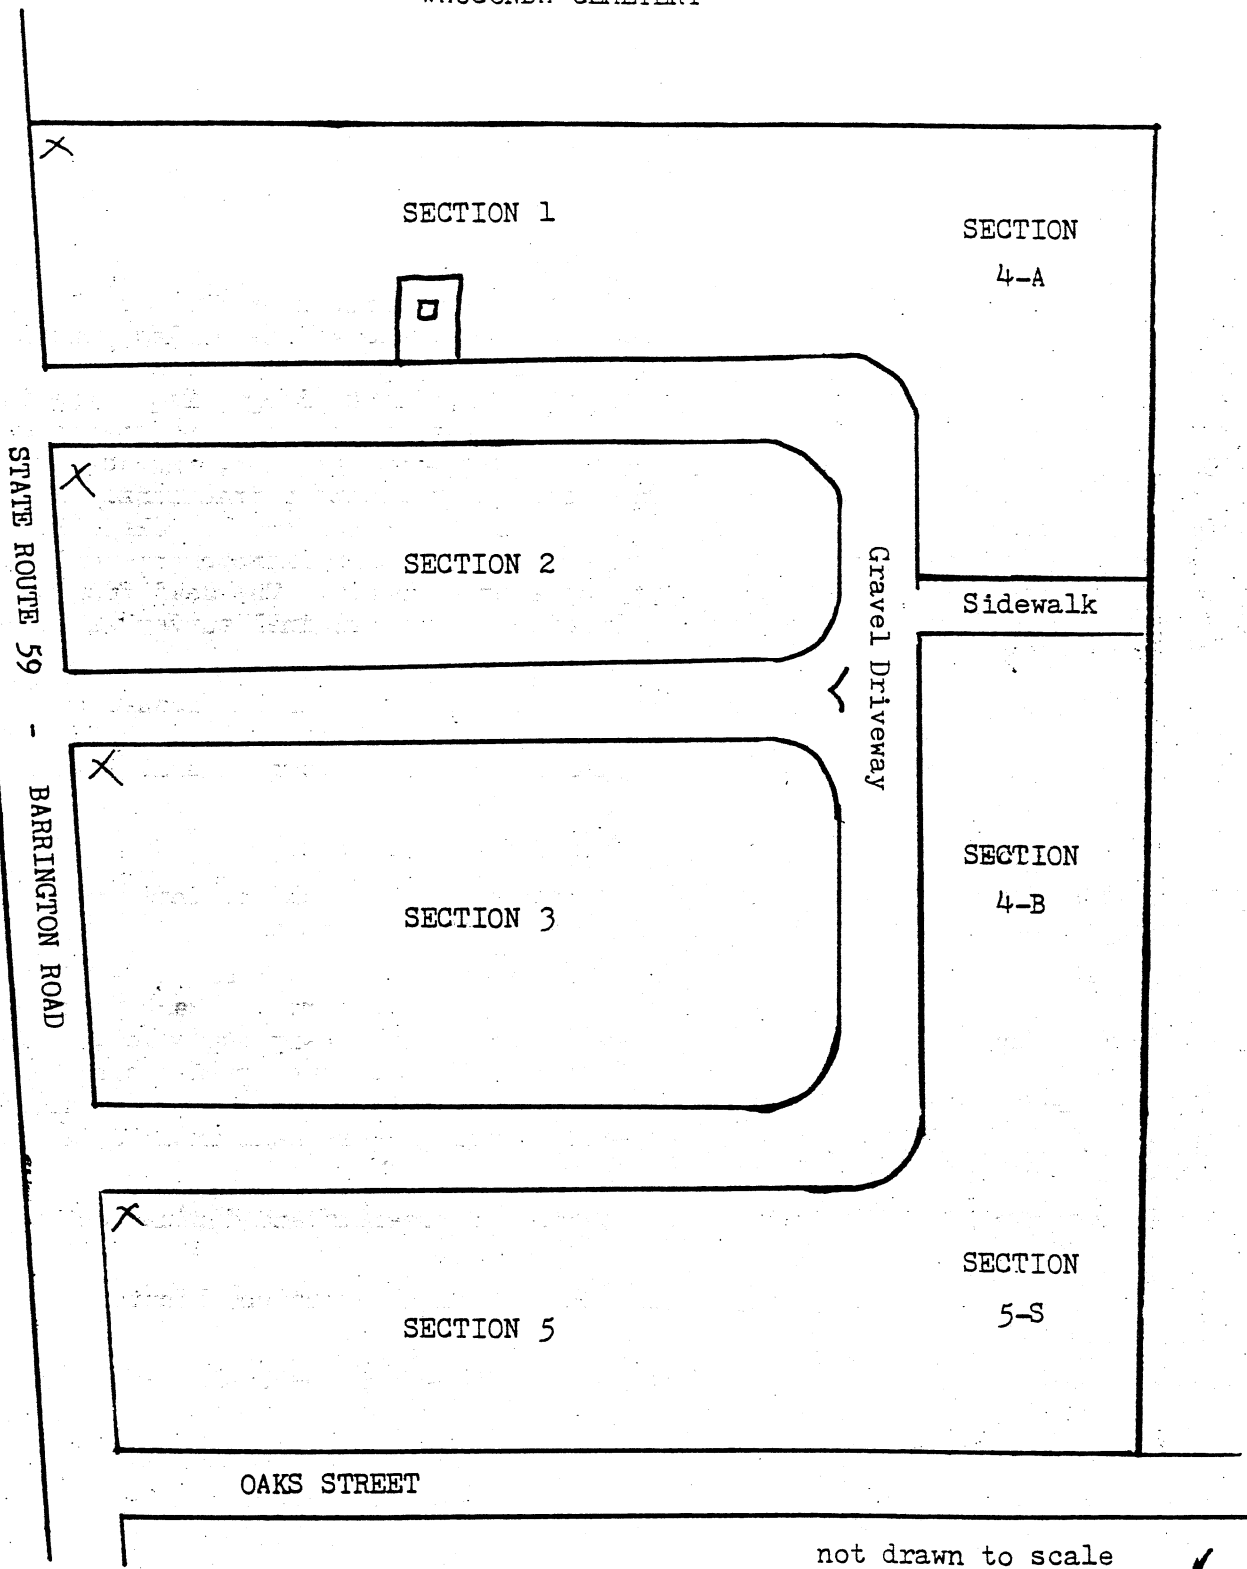 CEMETERY
SECTION 1
SECTION
4-A
STATE ROUTE 59 - BARRINGTON ROAD
SECTION 2
Gravel Driveway
Sidewalk
SECTION
4-B
SECTION 3
SECTION
5-S
SECTION 5
OAKS STREET
not drawn to scale